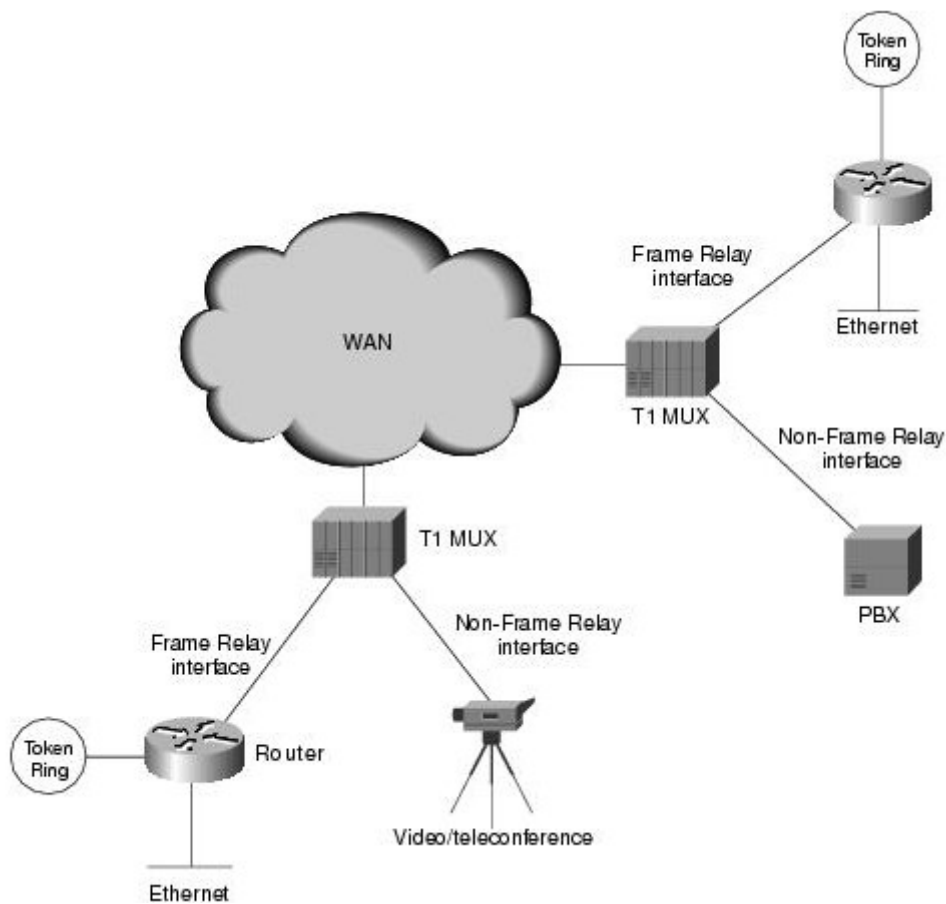 Token
Ring
Frame Relay
interface
Ethernet
WAN
T1 MUX
Non-Frame Relay
interface
T1 MUX
PBX
Frame Relay
interface
Non-Frame Relay
interface
Token
Ring
Router
Video/teleconference
Ethernet